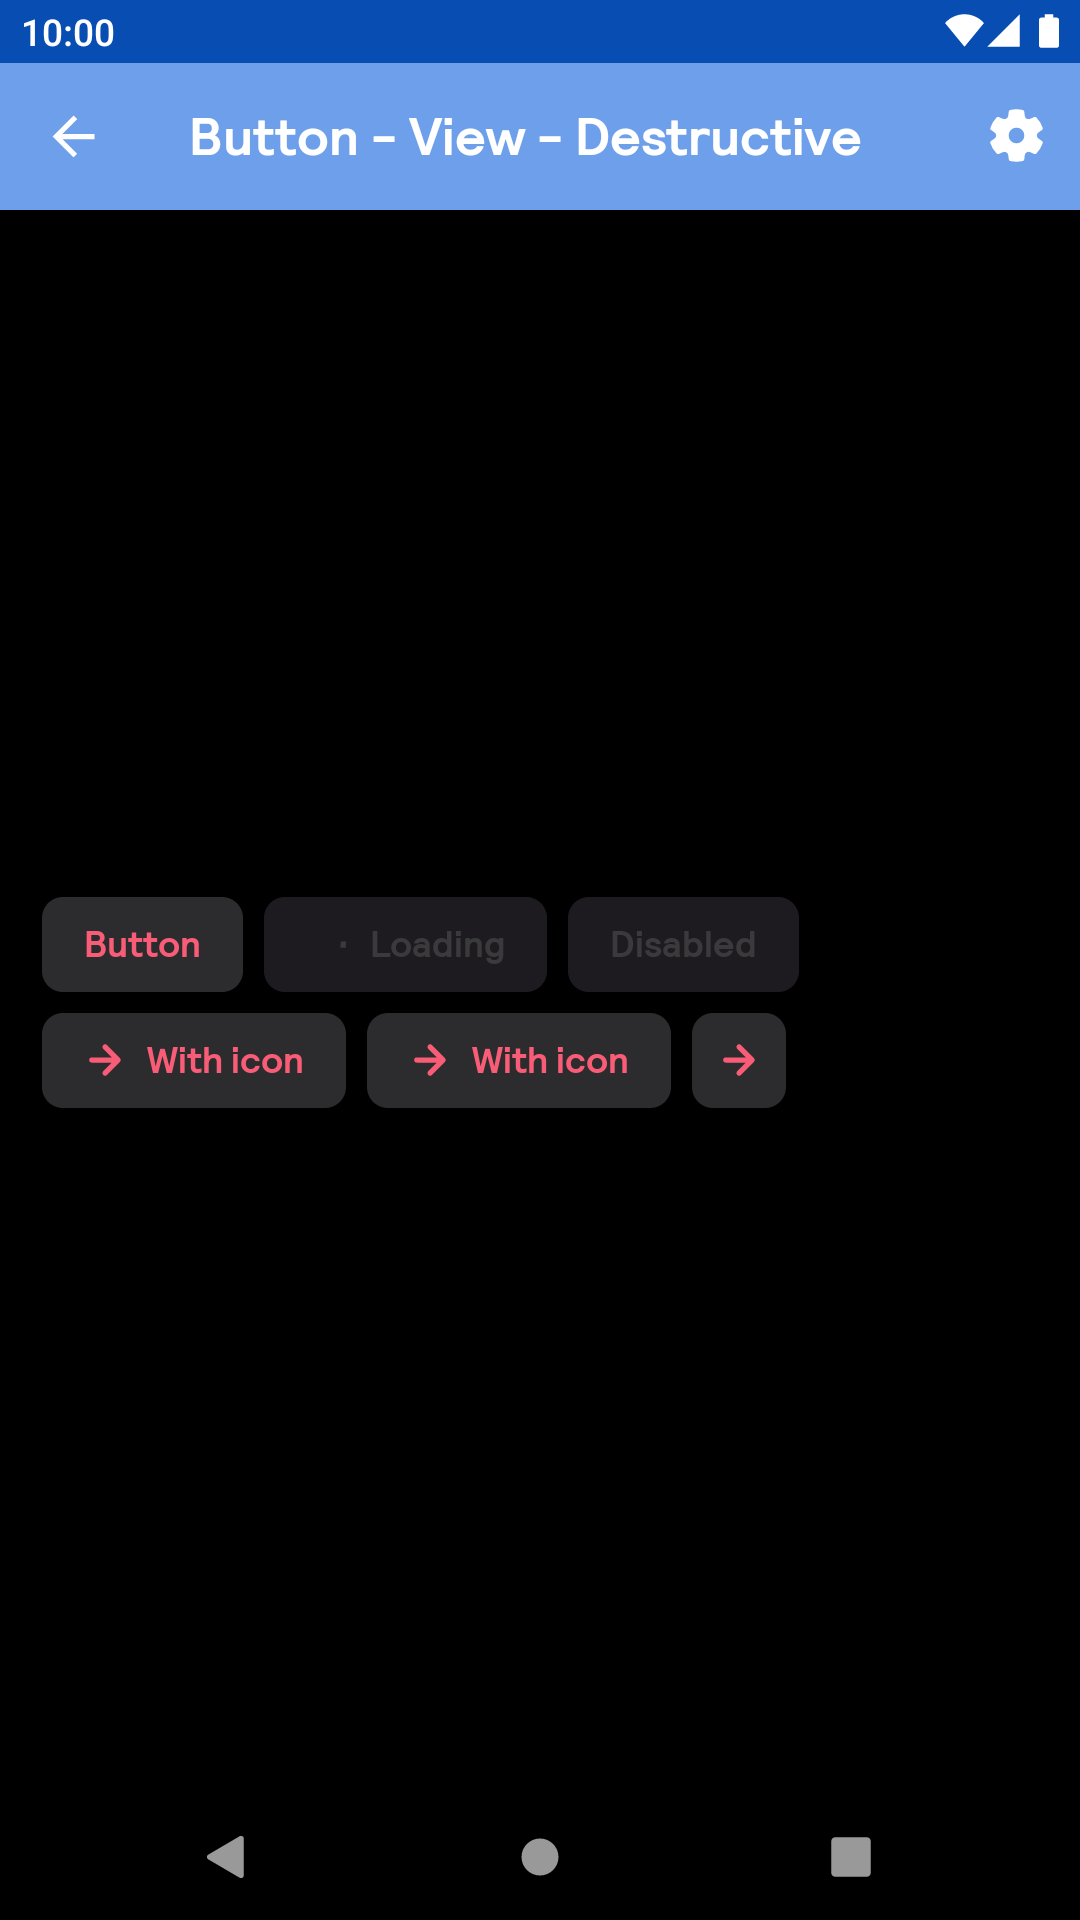 10:00
Button - View - Destructive
Button Loading Disabled
With icon With icon